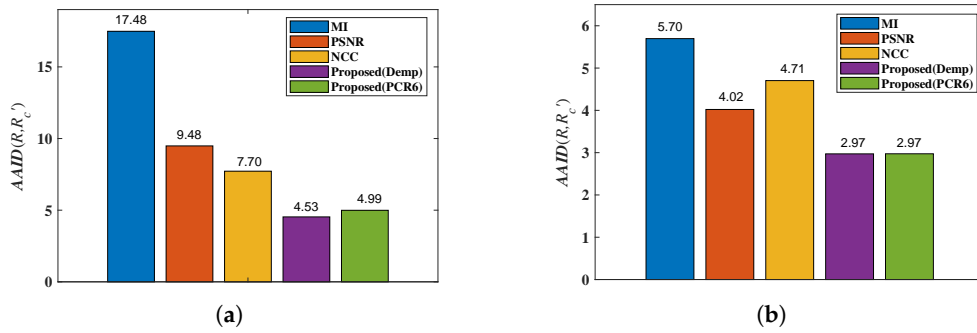 17.48
9.48
7.70
4.53
4.99
15
10
5
0
AAID(R,Rc')
MI
PSNR
NCC
Proposed(Demp)
Proposed(PCR6)
(a)
5.70
4.02
4.71
2.97
2.97
6
5
4
3
2
1
0
AAID(R,Rc')
MI
PSNR
NCC
Proposed(Demp)
Proposed(PCR6)
(b)